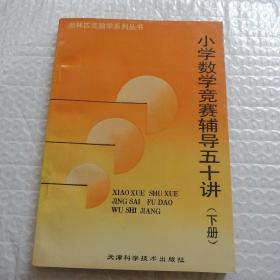 奥林匹克数学系列丛书
小学数学竞赛辅导五十讲
(下册)
XIAO XUE SHU XUE
JING SAI FU DAO
WU SHI JIANG
天津科学技术出版社